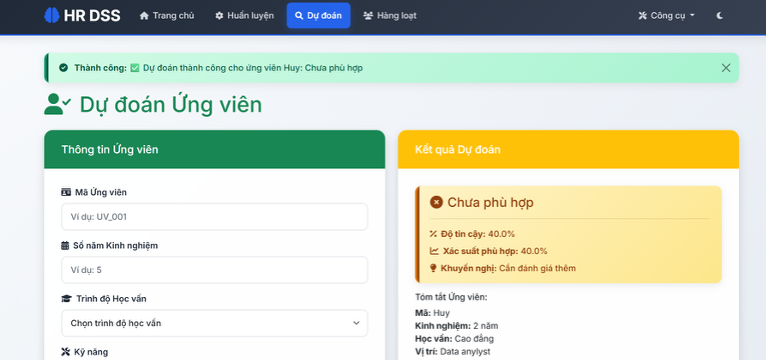 HR DSS Trang chủ Huấn luyện Dự đoán Hàng loạt Công cụ
Thành công: ✅ Dự đoán thành công cho ứng viên Huy: Chưa phù hợp
Dự đoán Ứng viên
Thông tin Ứng viên
Mã Ứng viên
Ví dụ: UV_001
Số năm Kinh nghiệm
Ví dụ: 5
Trình độ Học vấn
Chọn trình độ học vấn
Kỹ năng
Kết quả Dự đoán
Chưa phù hợp
Độ tin cậy: 40.0%
Xác suất phù hợp: 40.0%
Khuyến nghị: Cần đánh giá thêm
Tóm tắt Ứng viên:
Mã: Huy
Kinh nghiệm: 2 năm
Học vấn: Cao đẳng
Vị trí: Data anylyst